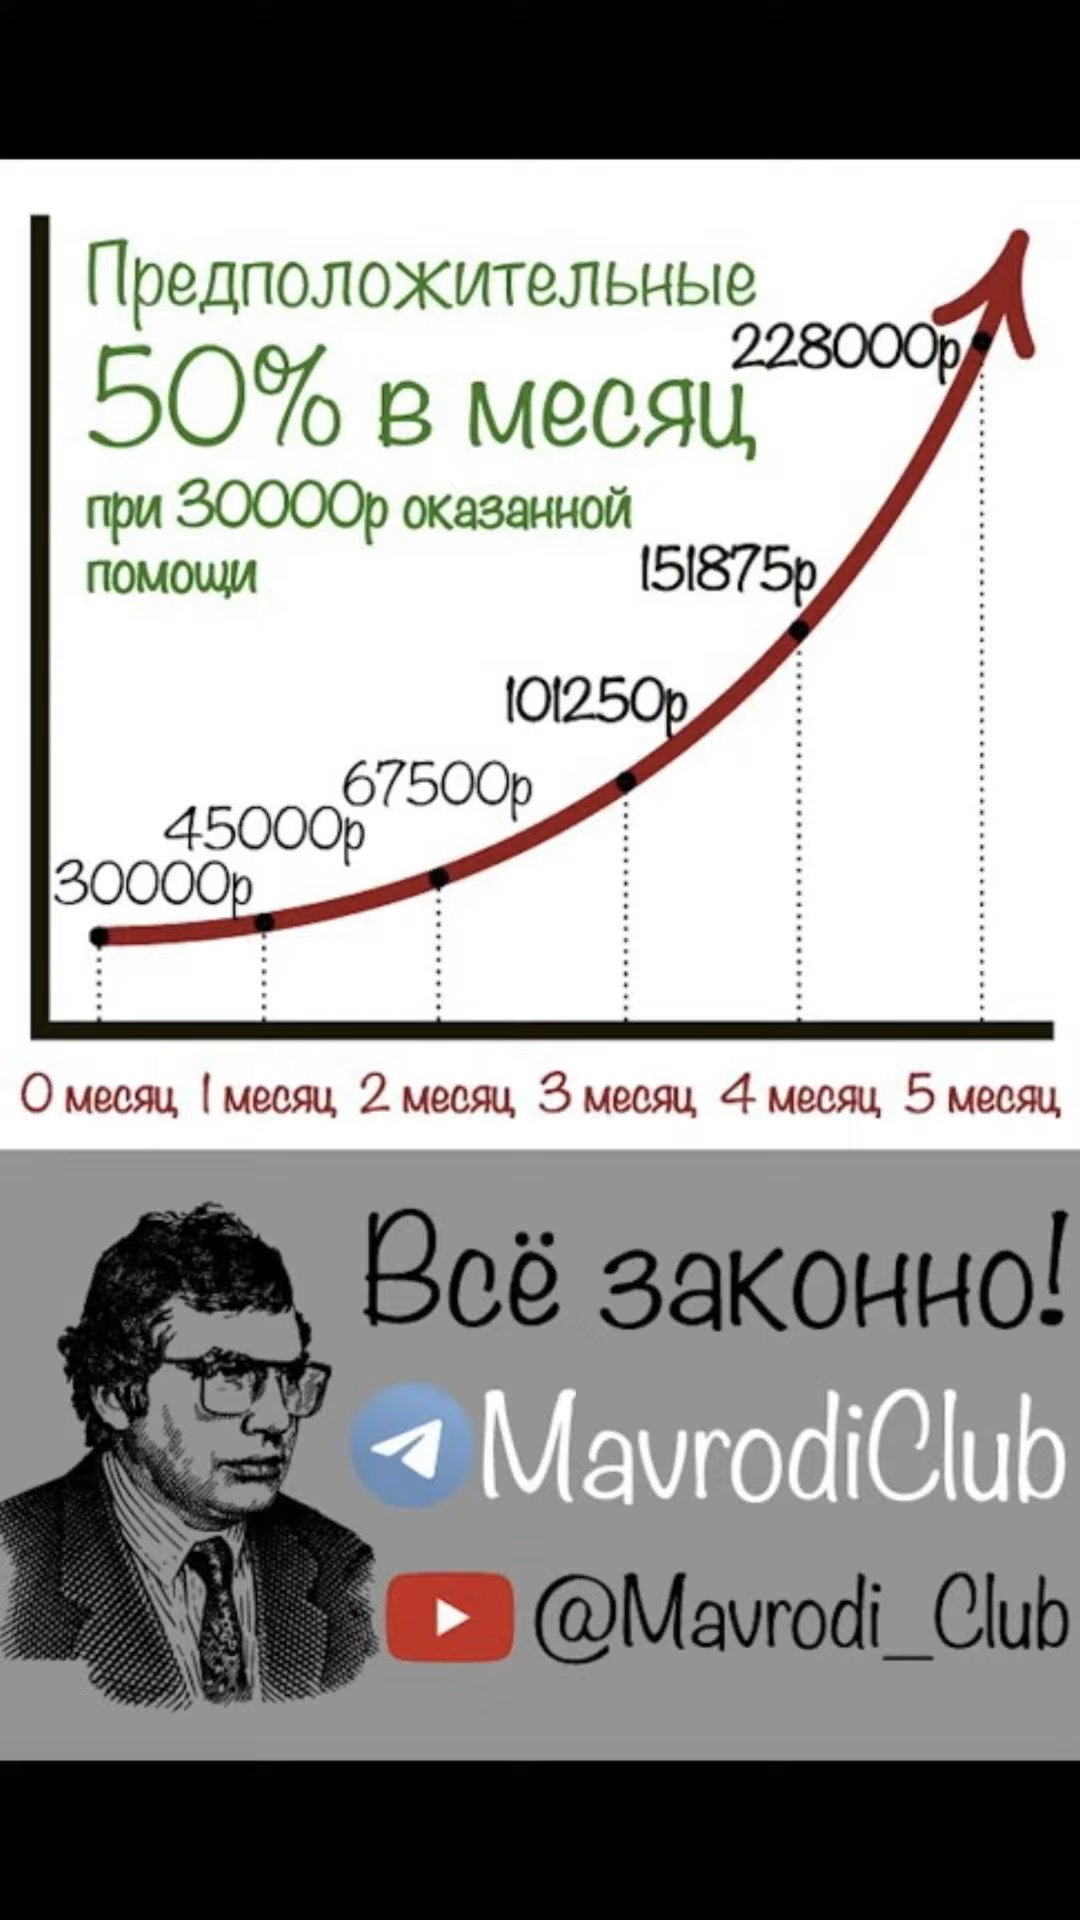 Предположительные
50% в месяц
при 30000р оказанной
помощи
228000р
151875р
101250р
67500р
45000р
30000р
0 месяц 1 месяц 2 месяц 3 месяц 4 месяц 5 месяц
Всё законно!
MavrodiClub
@Mavrodi_Club